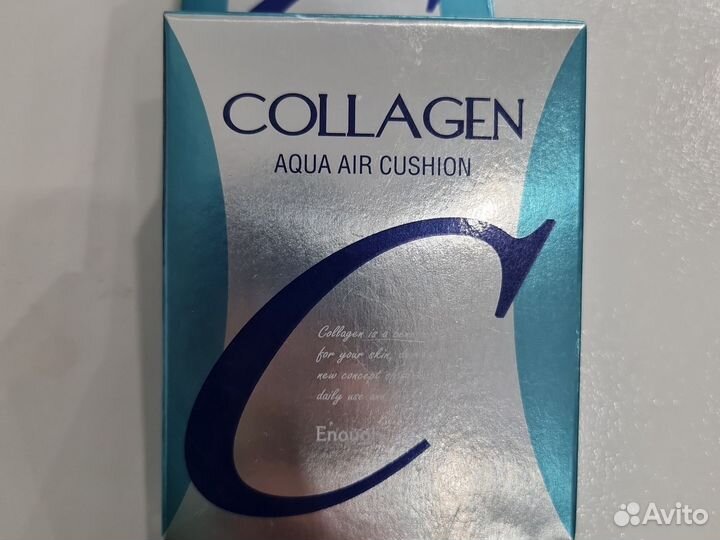 COLLAGEN
AQUA AIR CUSHION
C
Collagen is a
for your skin,
new concept
daily use and
Avito